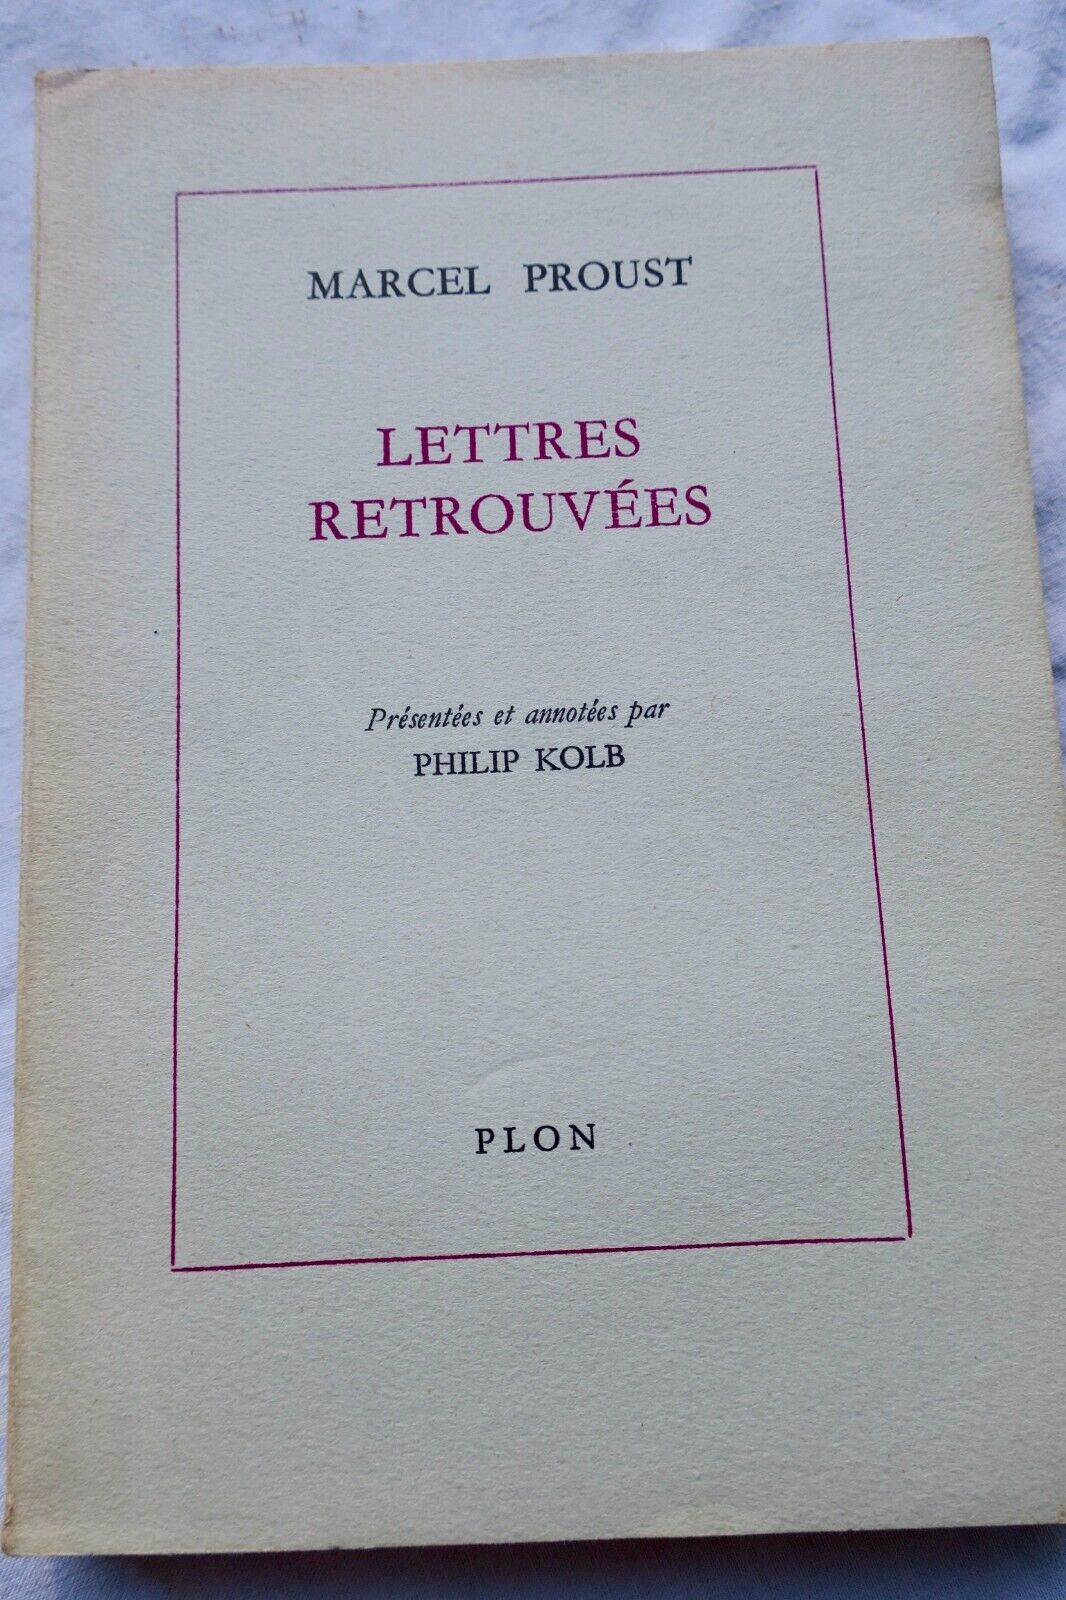 MARCEL PROUST
LETTRES
RETROUVÉES
Présentées et annotées par
PHILIP KOLB
PLON